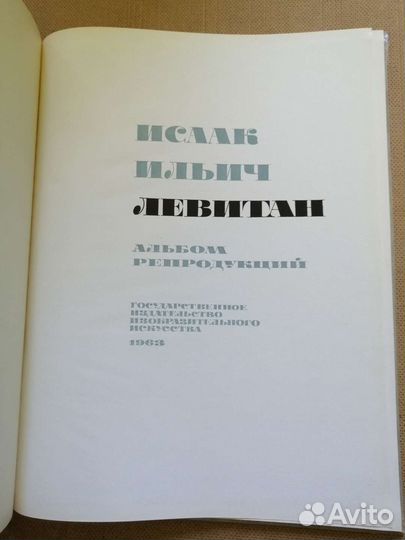 ИСААК
ИЛЬИЧ
ЛЕВИТАН
АЛЬБОМ
РЕПРОДУКЦИЙ
ГОСУДАРСТВЕННОЕ
ИЗДАТЕЛЬСТВО
ИЗОБРАЗИТЕЛЬНОГО
ИСКУССТВА
1963
Avito